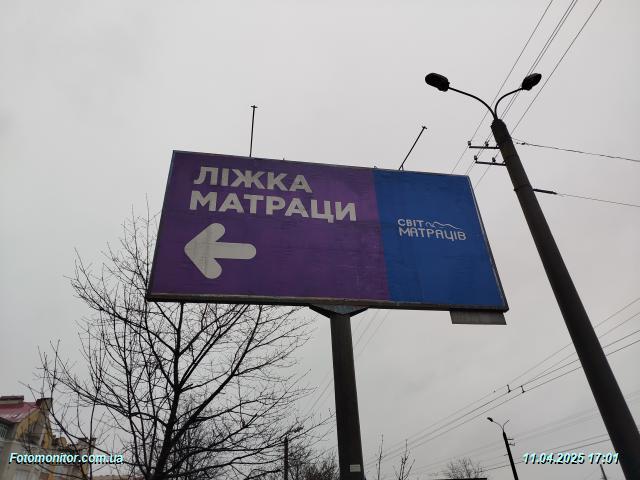 ЛІЖКА
МАТРАЦИ
СВІТ
МАТРАЦІВ
Fotomonitor.com.ua
11.04.2025 17:01